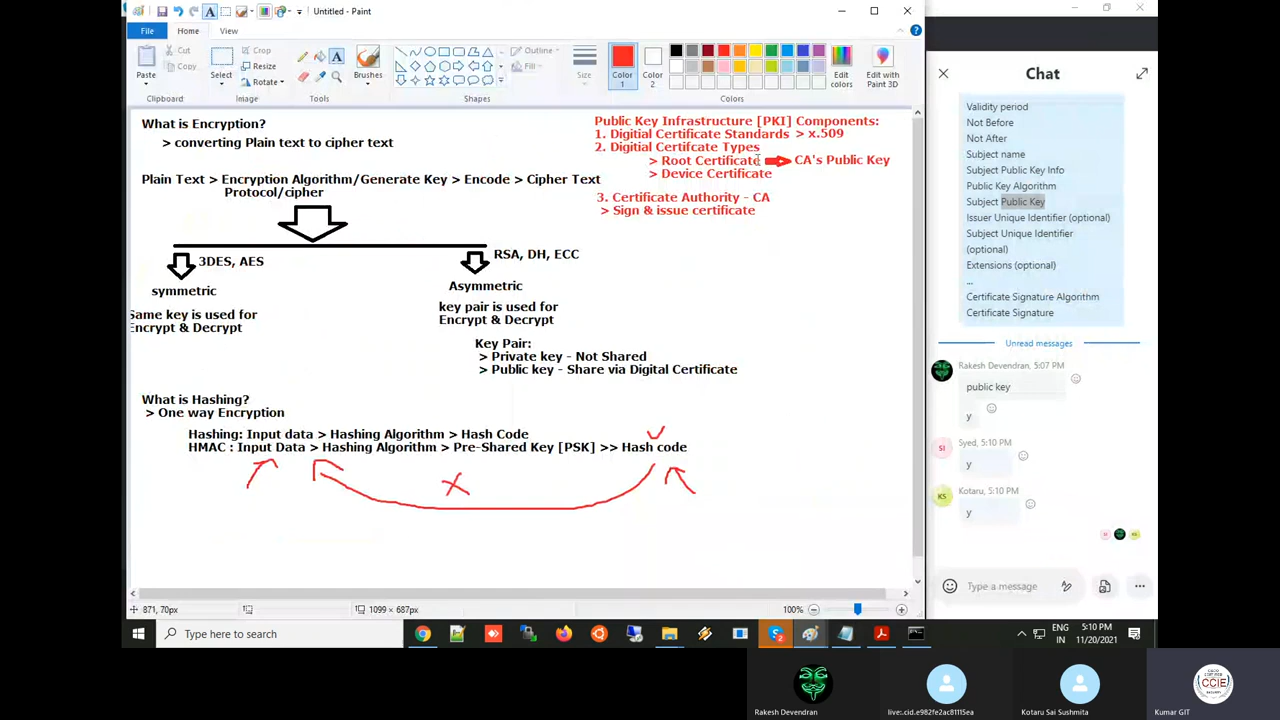 Untitled - Paint
File
Home
View
Paste
Cut
Copy
Clipboard
Select
Crop
Resize
Rotate
Image
Tools
Brushes
Shapes
Outline
Fill
Size
Color 1
Color 2
Colors
Edit colors
Edit with Paint 3D
What is Encryption?
> converting Plain text to cipher text
Plain Text > Encryption Algorithm/Generate Key > Encode > Cipher Text
Protocol/cipher
3DES, AES
symmetric
Same key is used for
Encrypt & Decrypt
RSA, DH, ECC
Asymmetric
key pair is used for
Encrypt & Decrypt
Key Pair:
> Private key - Not Shared
> Public key - Share via Digital Certificate
What is Hashing?
> One way Encryption
Hashing: Input data > Hashing Algorithm > Hash Code
HMAC : Input Data > Hashing Algorithm > Pre-Shared Key [PSK] >> Hash code
Public Key Infrastructure [PKI] Components:
1. Digitial Certificate Standards > x.509
2. Digitial Certifcate Types
> Root Certificate
CA's Public Key
> Device Certificate
3. Certificate Authority - CA
> Sign & issue certificate
871, 70px
1099 × 687px
100%
Chat
Validity period
Not Before
Not After
Subject name
Subject Public Key Info
Public Key Algorithm
Subject Public Key
Issuer Unique Identifier (optional)
Subject Unique Identifier
(optional)
Extensions (optional)
...
Certificate Signature Algorithm
Certificate Signature
Unread messages
Rakesh Devendran, 5:07 PM
public key
y
SI
Syed, 5:10 PM
y
KS
Kotaru, 5:10 PM
y
Type a message
Type here to search
ENG
IN
5:10 PM
11/20/2021
Rakesh Devendran
live:.cid.e982fe2ac81115ea
Kotaru Sai Sushmita
CCIE
Kumar GIT